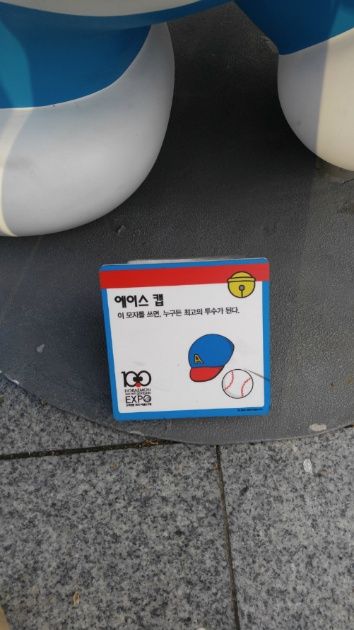 에이스 캡
이 모자를 쓰면, 누구든 최고의 투수가 된다.
A
100
DORAEMON
EXPO